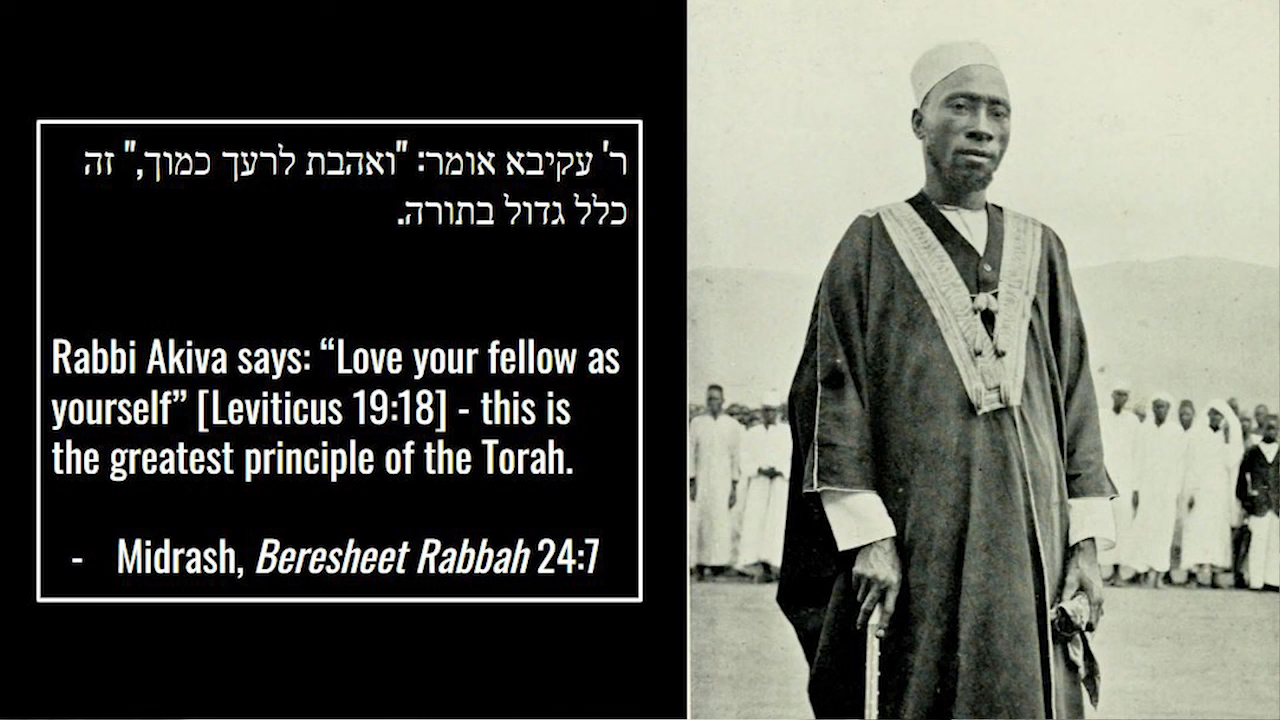 ר' עקיבא אומר: "ואהבת לרעך כמוך," זה
כלל גדול בתורה.
Rabbi Akiva says: “Love your fellow as
yourself” [Leviticus 19:18] - this is
the greatest principle of the Torah.
- Midrash, Beresheet Rabbah 24:7